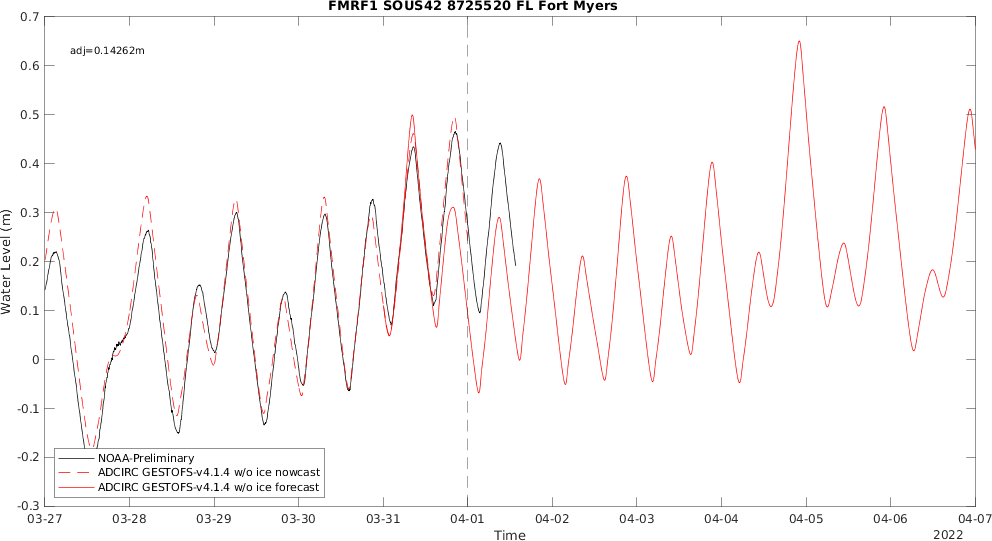 FMRF1 SOUS42 8725520 FL Fort Myers
0.7
adj=0.14262m
0.6
0.5
0.4
0.3
0.2
0.1
0
-0.1
-0.2
-0.3
Water Level (m)
NOAA-Preliminary
ADCIRC GESTOFS-v4.1.4 w/o ice nowcast
ADCIRC GESTOFS-v4.1.4 w/o ice forecast
03-27 03-28 03-29 03-30 03-31 04-01 04-02 04-03 04-04 04-05 04-06 04-07
Time
2022